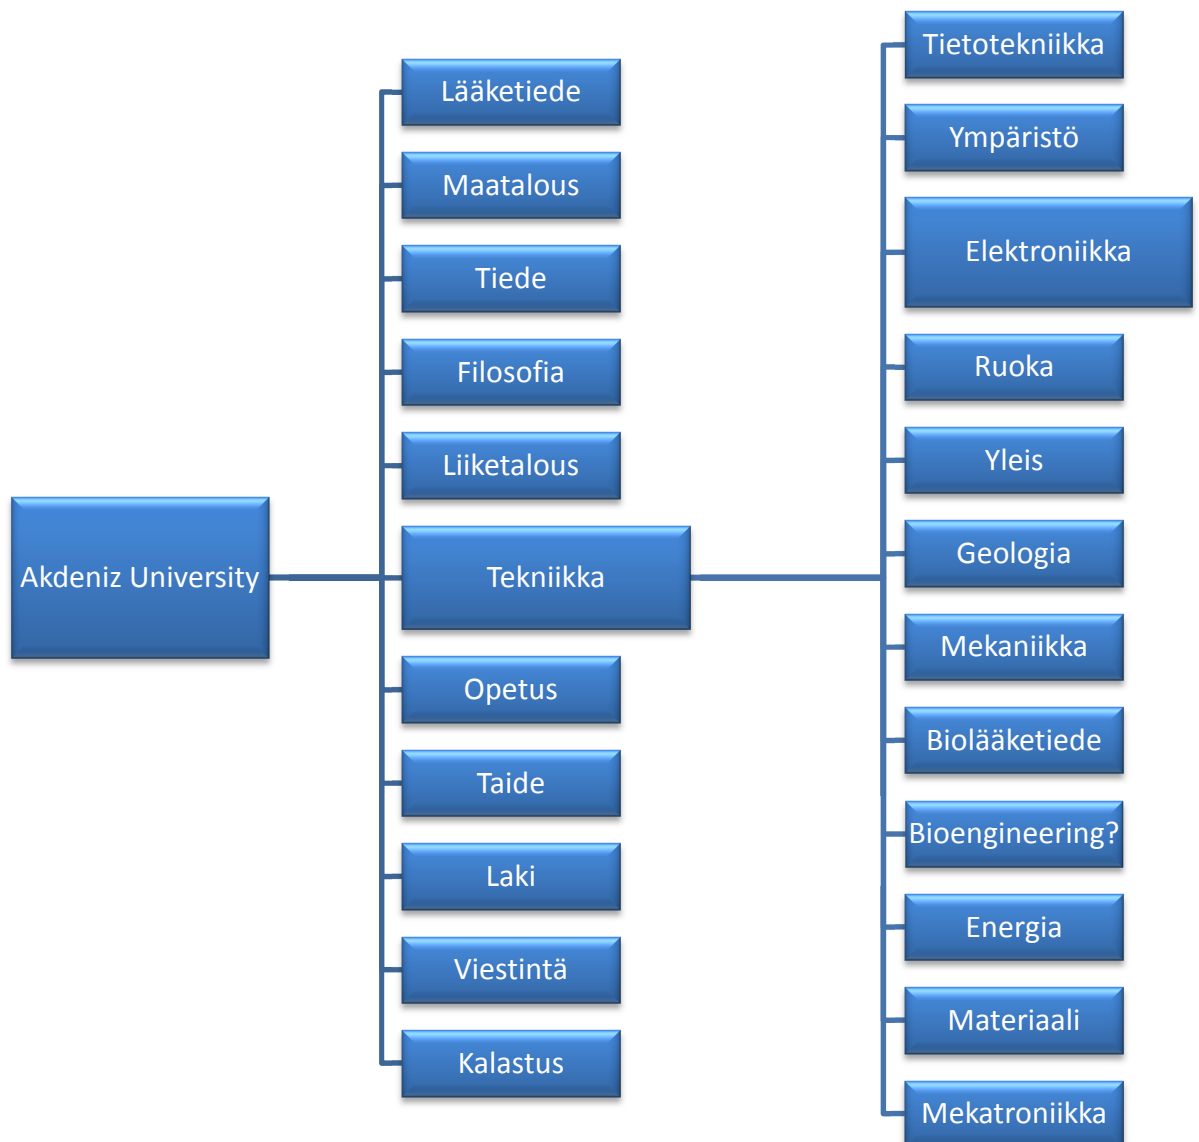 Akdeniz University
Lääketiede
Maatalous
Tiede
Filosofia
Liiketalous
Tekniikka
Opetus
Taide
Laki
Viestintä
Kalastus
Tietotekniikka
Ympäristö
Elektroniikka
Ruoka
Yleis
Geologia
Mekaniikka
Biolääketiede
Bioengineering?
Energia
Materiaali
Mekatroniikka